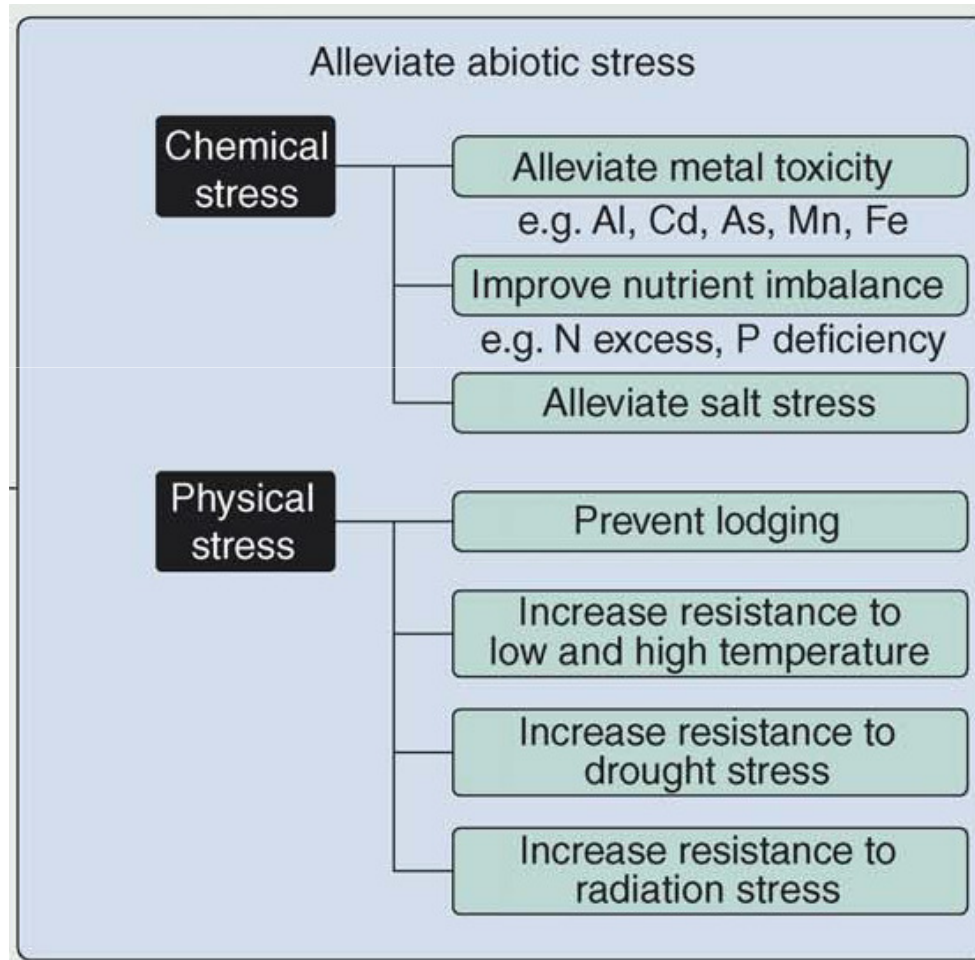 Alleviate abiotic stress
Chemical
stress
Alleviate metal toxicity
e.g. Al, Cd, As, Mn, Fe
Improve nutrient imbalance
e.g. N excess, P deficiency
Alleviate salt stress
Physical
stress
Prevent lodging
Increase resistance to
low and high temperature
Increase resistance to
drought stress
Increase resistance to
radiation stress